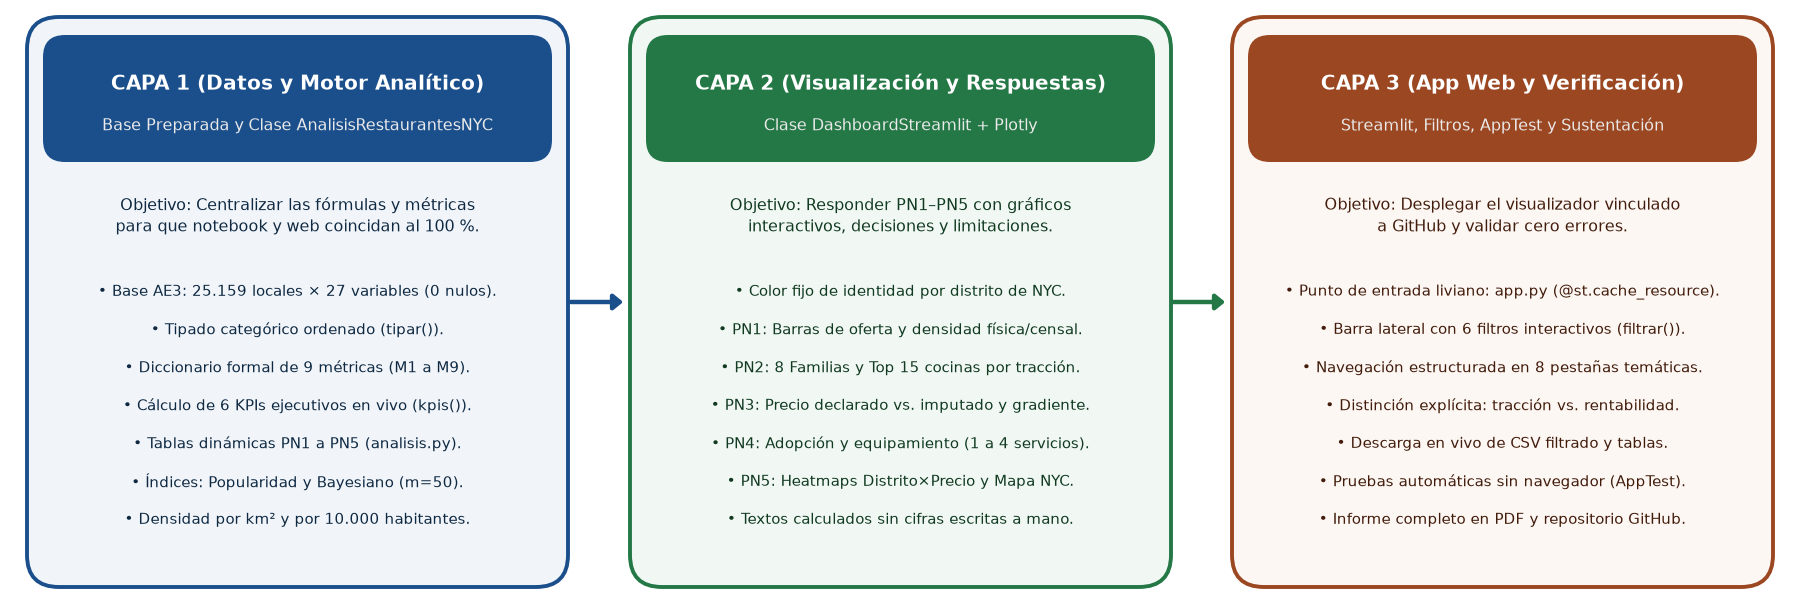 CAPA 1 (Datos y Motor Analítico)
Base Preparada y Clase AnalisisRestaurantesNYC
Objetivo: Centralizar las fórmulas y métricas
para que notebook y web coincidan al 100 %.
• Base AE3: 25.159 locales × 27 variables (0 nulos).
• Tipado categórico ordenado (tipar()).
• Diccionario formal de 9 métricas (M1 a M9).
• Cálculo de 6 KPIs ejecutivos en vivo (kpis()).
• Tablas dinámicas PN1 a PN5 (analisis.py).
• Índices: Popularidad y Bayesiano (m=50).
• Densidad por km² y por 10.000 habitantes.
CAPA 2 (Visualización y Respuestas)
Clase DashboardStreamlit + Plotly
Objetivo: Responder PN1–PN5 con gráficos
interactivos, decisiones y limitaciones.
• Color fijo de identidad por distrito de NYC.
• PN1: Barras de oferta y densidad física/censal.
• PN2: 8 Familias y Top 15 cocinas por tracción.
• PN3: Precio declarado vs. imputado y gradiente.
• PN4: Adopción y equipamiento (1 a 4 servicios).
• PN5: Heatmaps Distrito×Precio y Mapa NYC.
• Textos calculados sin cifras escritas a mano.
CAPA 3 (App Web y Verificación)
Streamlit, Filtros, AppTest y Sustentación
Objetivo: Desplegar el visualizador vinculado
a GitHub y validar cero errores.
• Punto de entrada liviano: app.py (@st.cache_resource).
• Barra lateral con 6 filtros interactivos (filtrar()).
• Navegación estructurada en 8 pestañas temáticas.
• Distinción explícita: tracción vs. rentabilidad.
• Descarga en vivo de CSV filtrado y tablas.
• Pruebas automáticas sin navegador (AppTest).
• Informe completo en PDF y repositorio GitHub.